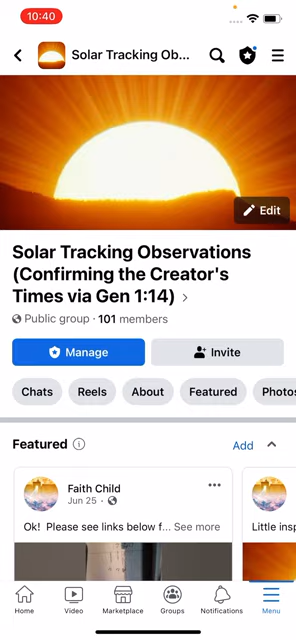 10:40
Solar Tracking Ob...
Edit
Solar Tracking Observations
(Confirming the Creator's
Times via Gen 1:14)
Public group · 101 members
Manage
Invite
Chats
Reels
About
Featured
Photos
Featured
Add
Faith Child
Jun 25 ·
Ok! Please see links below f... See more
Little insp
Home
Video
Marketplace
Groups
Notifications
Menu